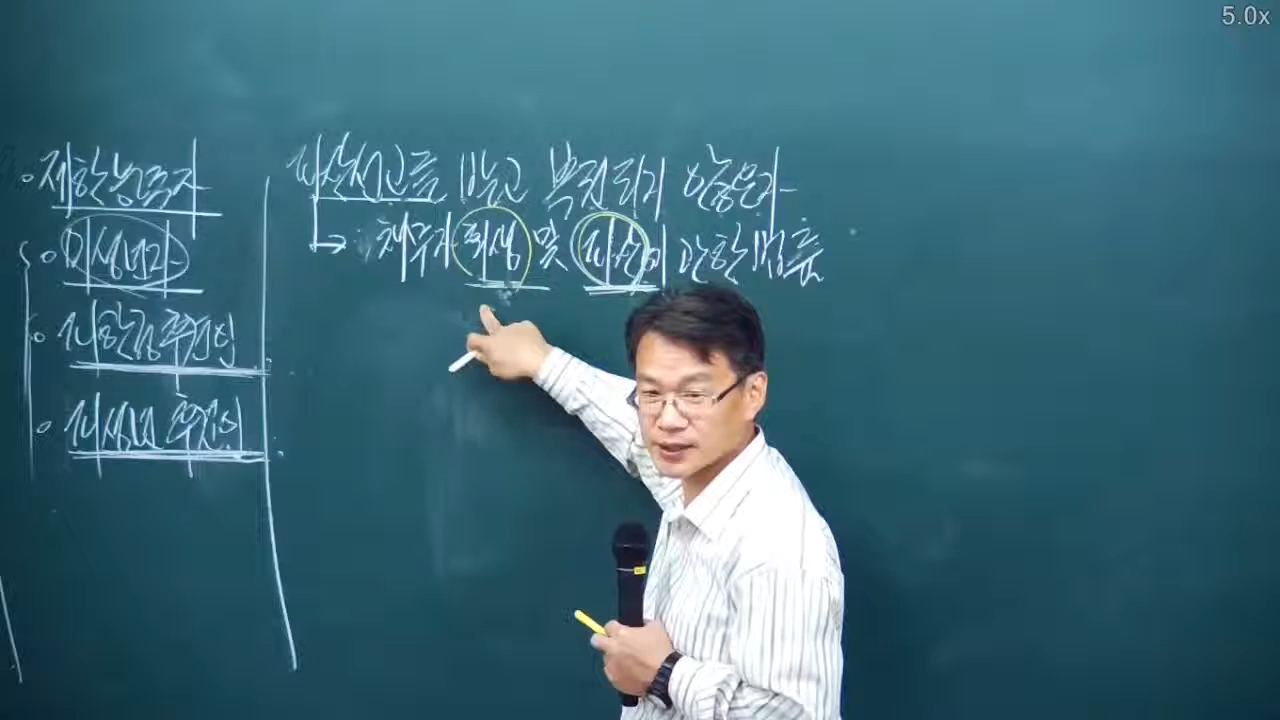 5.0x
제한능력자
미성년자
피한정후견인
피성년후견인
파산선고를 받고 복권되지 않은자
채무자 회생 및 파산에 관한 법률